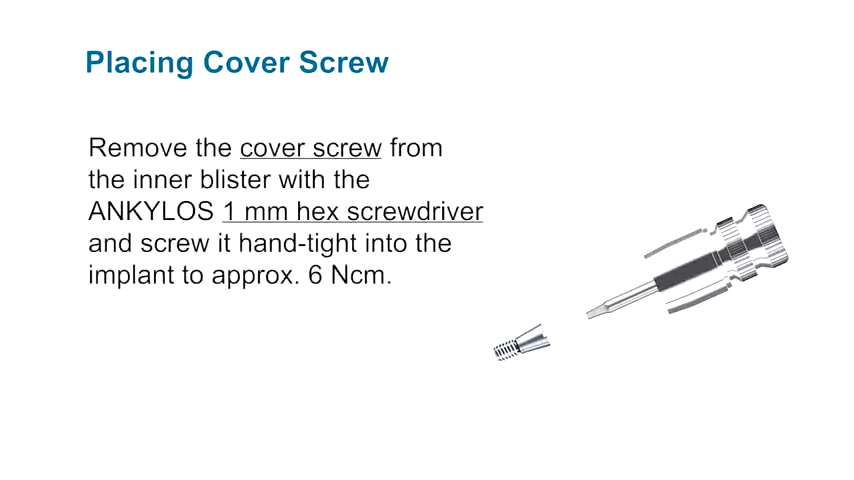 Placing Cover Screw
Remove the cover screw from
the inner blister with the
ANKYLOS 1 mm hex screwdriver
and screw it hand-tight into the
implant to approx. 6 Ncm.